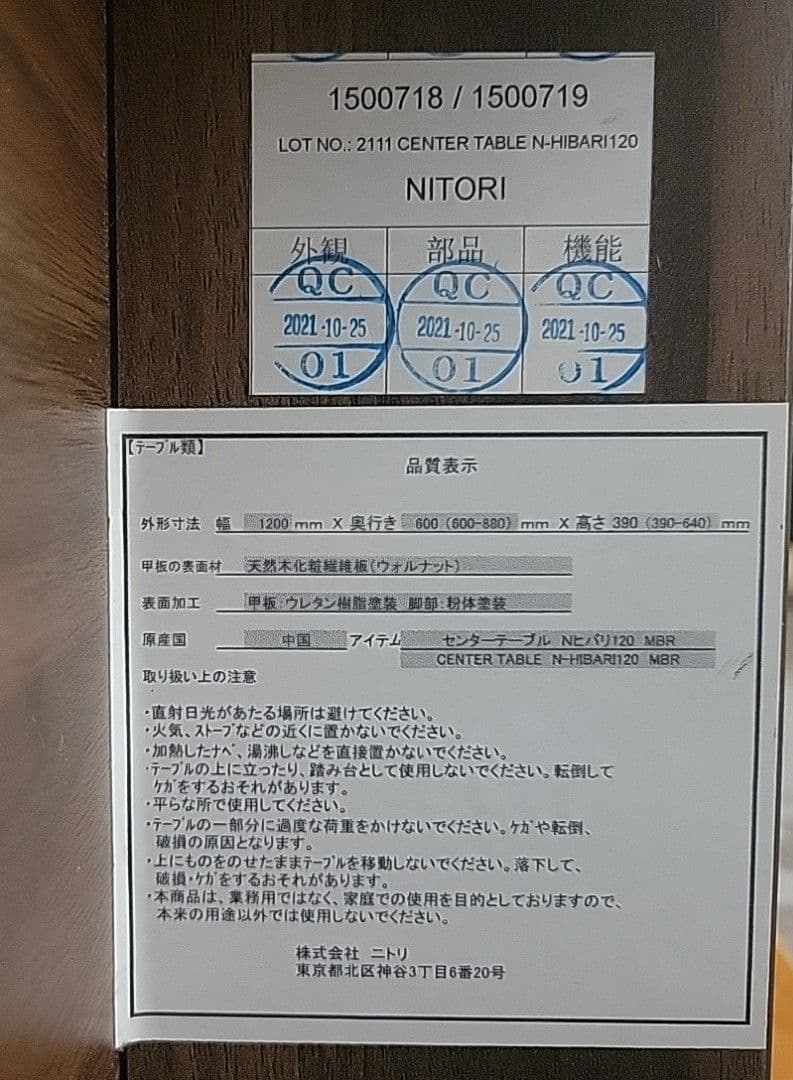 1500718 / 1500719
LOT NO.: 2111 CENTER TABLE N-HIBARI120
NITORI
外観 部品 機能
QC QC QC
2021-10-25 2021-10-25 2021-10-25
01 01 01
【テーブル類】
品質表示
外形寸法 幅 1200 mm X 奥行き 600 (600-880) mm X 高さ 390 (390-640) mm
甲板の表面材 天然木化粧繊維板(ウォルナット)
表面加工 甲板:ウレタン樹脂塗装 脚部:粉体塗装
原産国 中国 アイテム センターテーブル Nヒバリ120 MBR
CENTER TABLE N-HIBARI120 MBR
取り扱い上の注意
・直射日光があたる場所は避けてください。
・火気、ストーブなどの近くに置かないでください。
・加熱したナベ、湯沸しなどを直接置かないでください。
・テーブルの上に立ったり、踏み台として使用しないでください。転倒して
ケガをするおそれがあります。
・平らな所で使用してください。
・テーブルの一部分に過度な荷重をかけないでください。ケガや転倒、
破損の原因となります。
・上にものをのせたままテーブルを移動しないでください。落下して、
破損・ケガをするおそれがあります。
・本商品は、業務用ではなく、家庭での使用を目的としておりますので、
本来の用途以外では使用しないでください。
株式会社 ニトリ
東京都北区神谷3丁目6番20号